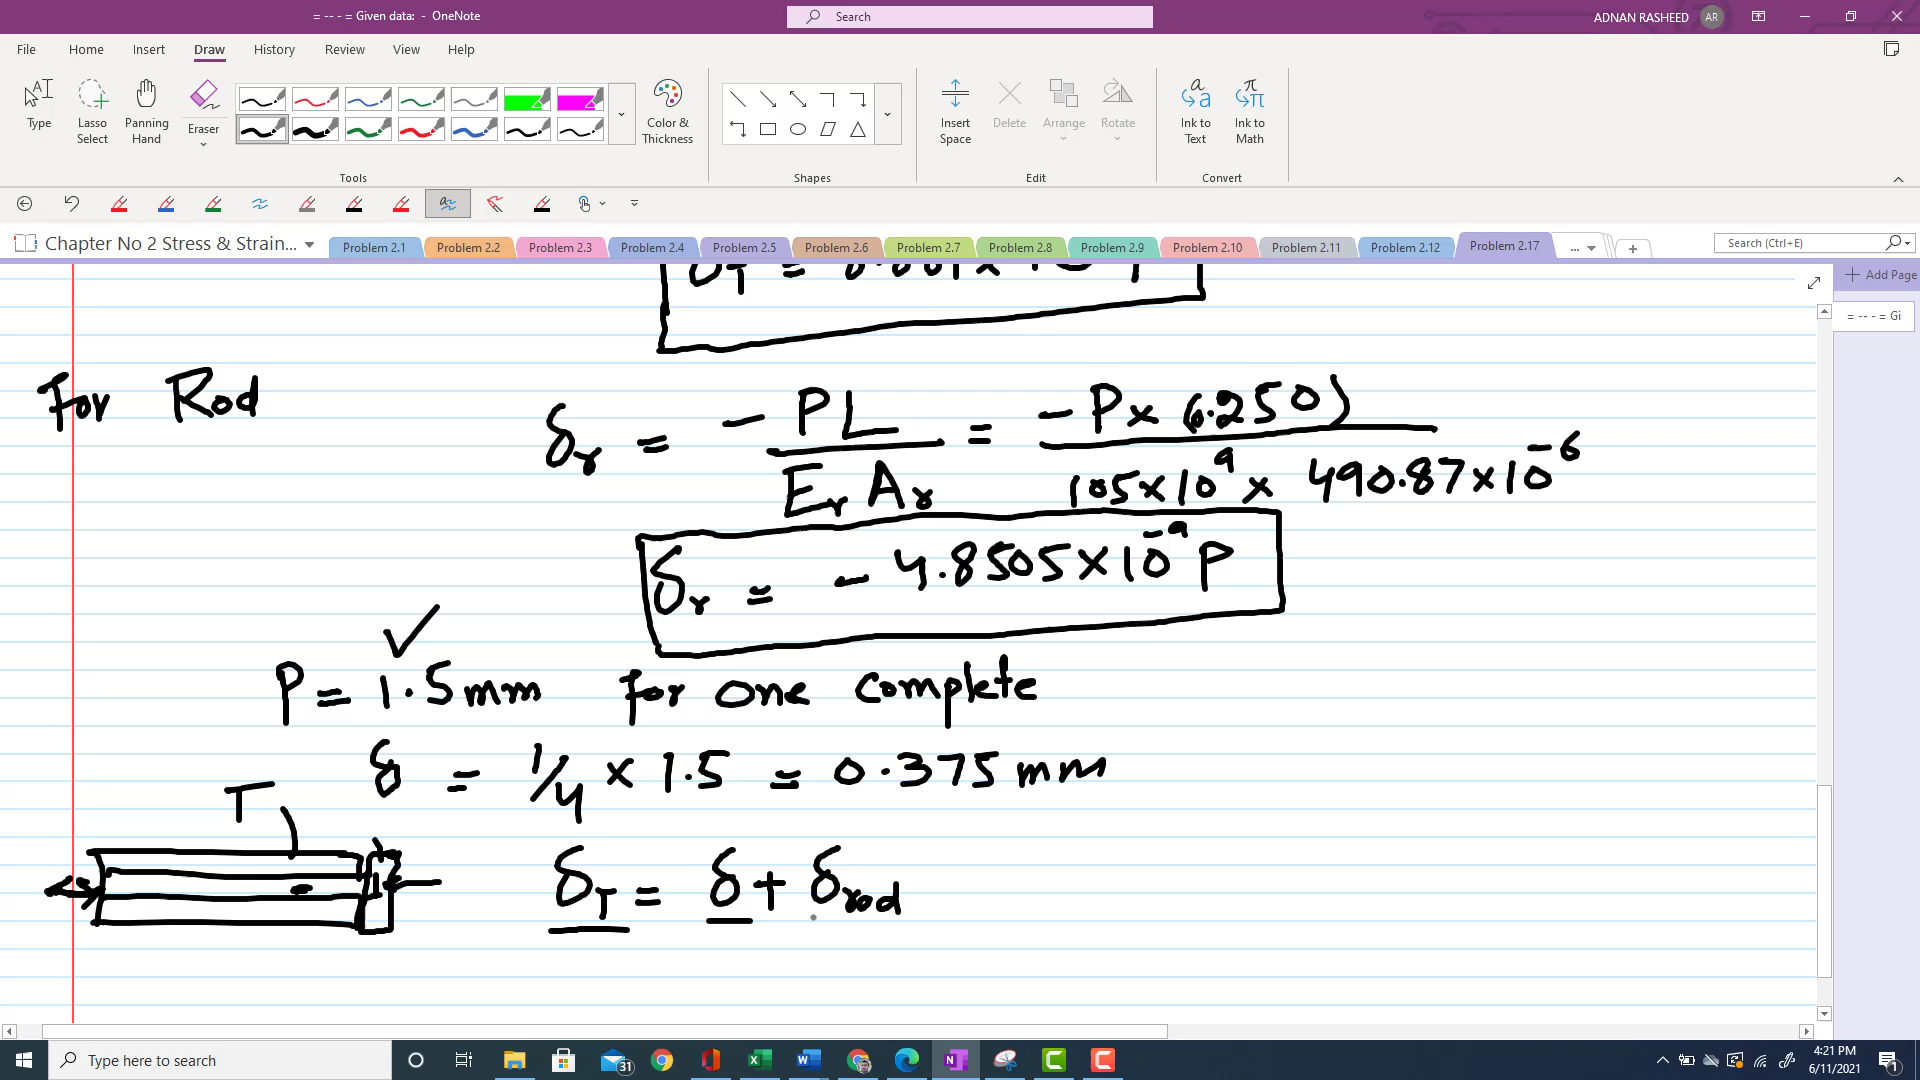 = -- - = Given data: - OneNote
Search
ADNAN RASHEED AR
File Home Insert Draw History Review View Help
Type Lasso Select Panning Hand Eraser Color & Thickness Insert Space Delete Arrange Rotate Ink to Text Ink to Math
Tools Shapes Edit Convert
Chapter No 2 Stress & Strain... Problem 2.1 Problem 2.2 Problem 2.3 Problem 2.4 Problem 2.5 Problem 2.6 Problem 2.7 Problem 2.8 Problem 2.9 Problem 2.10 Problem 2.11 Problem 2.12 Problem 2.17 ... Search (Ctrl+E)
Add Page
= -- - = Gi
For Rod
δr = -PL / ErAr = -P x (.250) / 105x10^9 x 490.87x10^-6
δr = - 4.8505x10^-9 P
P = 1.5mm for one complete
δ = 1/4 x 1.5 = 0.375 mm
T
δT = δ + δrod
Type here to search
31
4:21 PM
6/11/2021
1